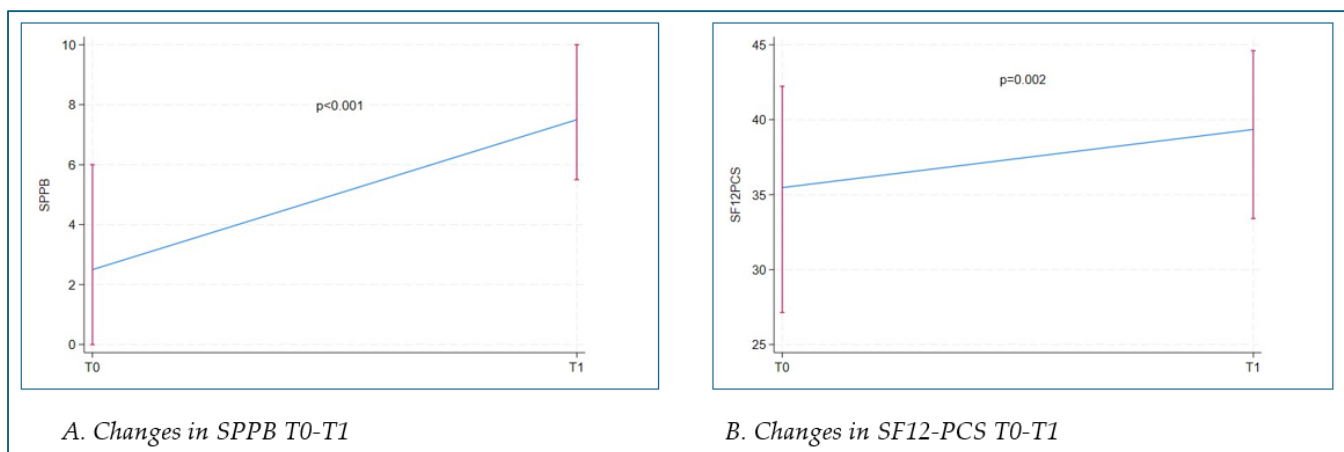 10
8
6
4
2
0
SPPB
p<0.001
T0
T1
A. Changes in SPPB T0-T1
45
40
35
30
25
SF12PCS
p=0.002
T0
T1
B. Changes in SF12-PCS T0-T1